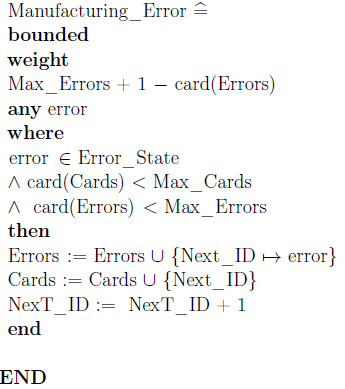 Manufacturing_Error ≙
bounded
weight
Max_Errors + 1 − card(Errors)
any error
where
error ∈ Error_State
∧ card(Cards) < Max_Cards
∧ card(Errors) < Max_Errors
then
Errors := Errors ∪ {Next_ID ↦ error}
Cards := Cards ∪ {Next_ID}
NexT_ID := NexT_ID + 1
end
END